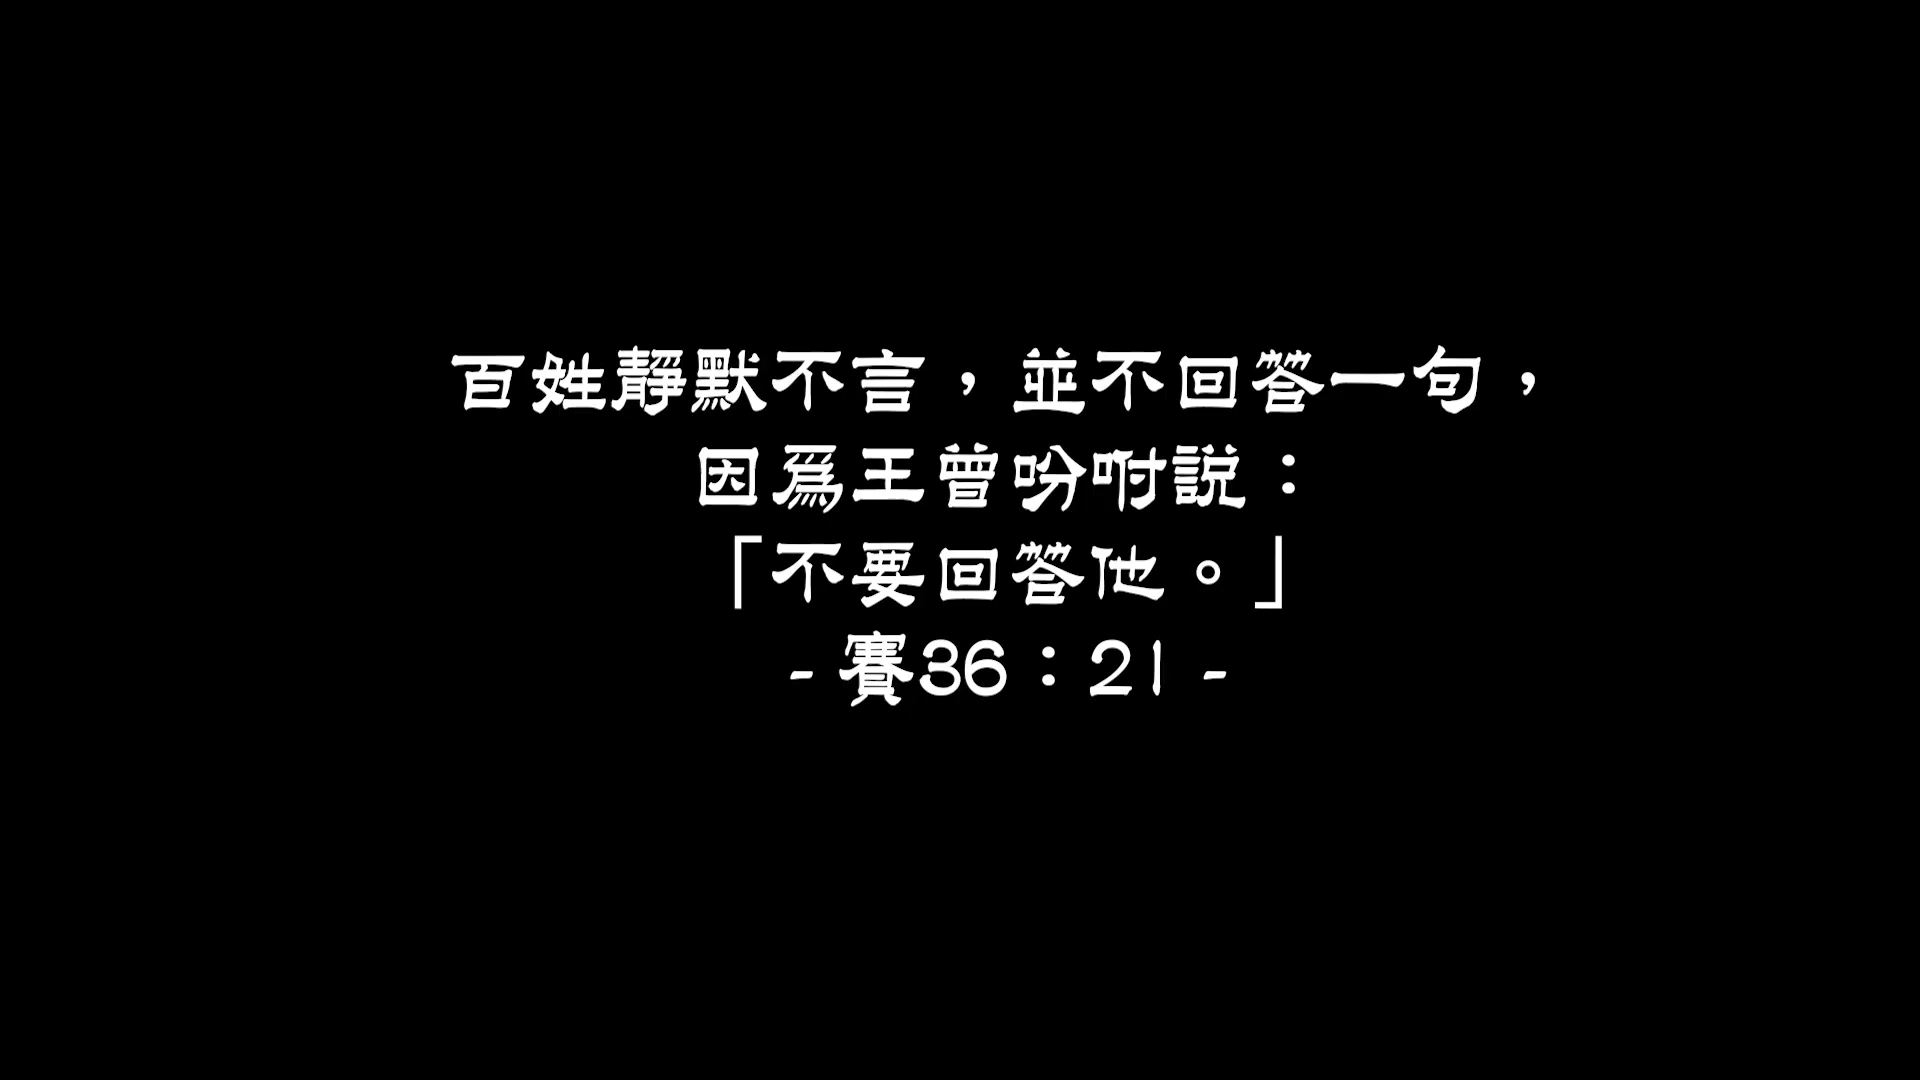 百姓靜默不言，並不回答一句，
因為王曾吩咐說：
「不要回答他。」
- 賽36：21 -